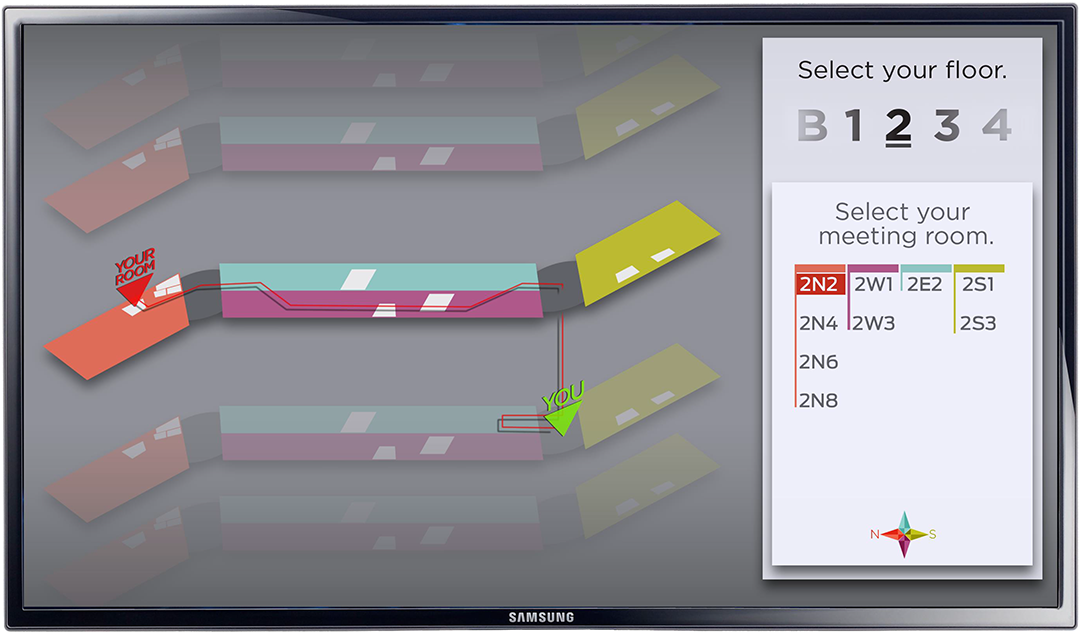 Select your floor.
B 1 2 3 4
Select your
meeting room.
2N2 2W1 2E2 2S1
2N4 2W3 2S3
2N6
2N8
N S
YOUR
ROOM
YOU
SAMSUNG